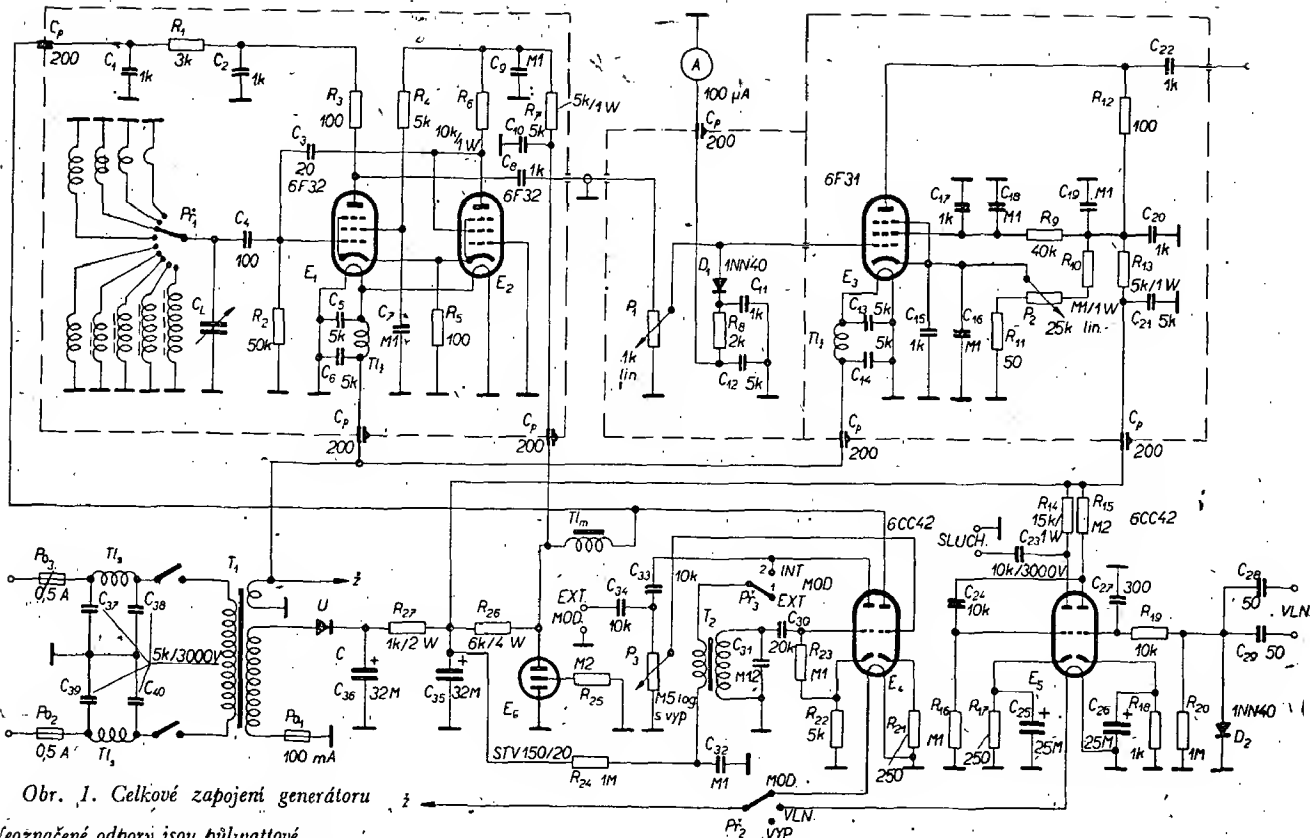 Cp
200
C1
1k
R1
3k
C2
1k
R3
100
R4
5k
R6
10k/1W
C9
M1
R7
5k
5k/1W
C10
C3
20
6F32
C8
1k
6F32
Př1
C4
100
CL
R2
50k
E1
E2
C5
5k
C6
5k
Tlž
C7
M1
R5
100
Cp
200
Cp
200
A
100 µA
Cp
200
P1
1k
lin
D1
1NN40
C11
1k
R8
2k
C12
5k
6F31
E3
C13
5k
C14
5k
Tlž
C15
1k
C16
M1
C17
1k
C18
M1
R9
40k
C19
M1
R10
M1/1W
P2
25k
lin.
R11
50
R12
100
C22
1k
C20
1k
R13
5k/1W
C21
5k
Cp
200
Cp
200
Po3
0,5 A
Tls
C37
C38
5k/3000V
C39
C40
Po2
0,5 A
Tls
T1
ž
U
R27
1k/2 W
R26
6k/4 W
C
C36
32M
C35
32M
Po1
100 mA
E6
M2
R25
STV150/20
R24
1M
C32
M1
Tlm
C33
10k
C34
10k
EXT.
MOD.
P3
M5 log
s vyp
2
INT
1
MOD
EXT
Př3
T2
C31
M12
C30
20k
R23
M1
6CC42
E4
R22
5k
R21
250
SLUCH.
C23
10k/3000V
R14
15k/
1W
R15
M2
6CC42
C24
10k
C27
300
R19
10k
C28
50
VLN.
C29
50
R16
M1
R17
250
E5
C25
25M
C26
25M
R18
1k
R20
1M
1NN40
D2
ž
MOD.
Př2
VLN.
VYP.
Obr. 1. Celkové zapojení generátoru
Neoznačené odpory jsou půlwattové